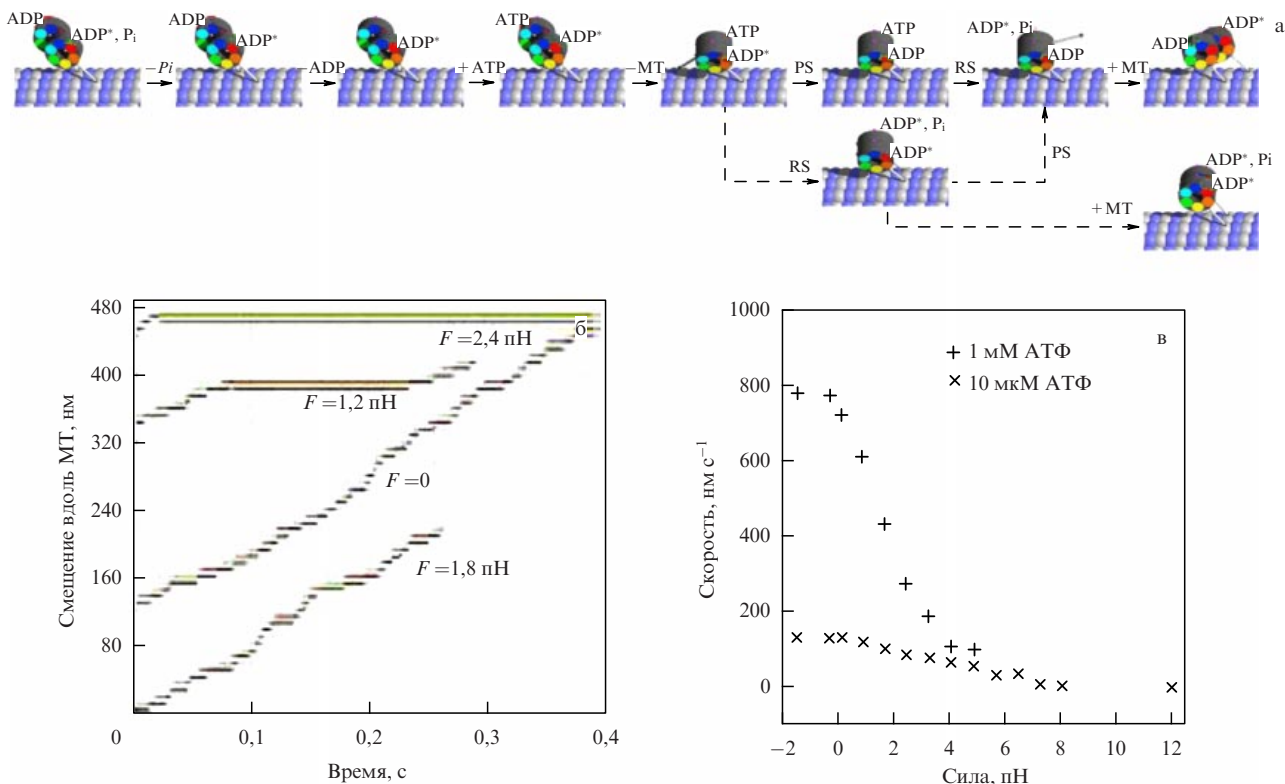 ADP
ADP*, Pi
ADP
ADP*
ADP*
ATP
ADP*
ATP
ADP*
ATP
ADP
ADP*, Pi
ADP
ADP*
ADP
а
−Pi
−ADP
+ATP
−MT
PS
RS
+MT
ADP*, Pi
ADP*
RS
PS
ADP*, Pi
ADP*
+MT
480
400
320
240
160
80
0
0,1
0,2
0,3
0,4
Смещение вдоль МТ, нм
Время, с
б
F = 2,4 пН
F = 1,2 пН
F = 0
F = 1,8 пН
1000
800
600
400
200
0
−2
0
2
4
6
8
10
12
Скорость, нм с⁻¹
Сила, пН
в
+ 1 мМ АТФ
× 10 мкМ АТФ